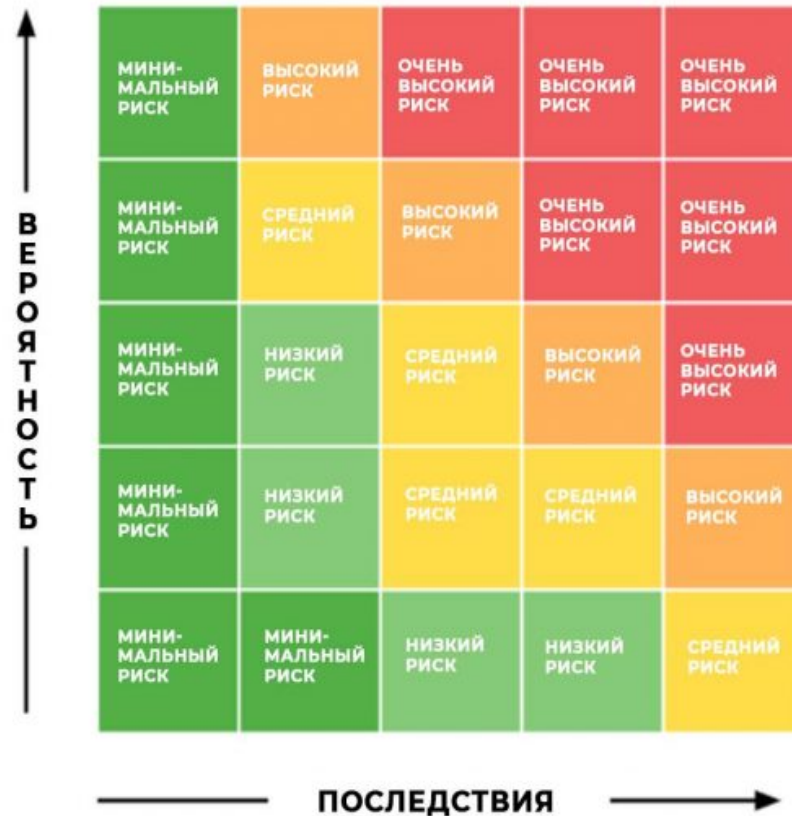 МИНИ-
МАЛЬНЫЙ
РИСК
ВЫСОКИЙ
РИСК
ОЧЕНЬ
ВЫСОКИЙ
РИСК
ОЧЕНЬ
ВЫСОКИЙ
РИСК
ОЧЕНЬ
ВЫСОКИЙ
РИСК
МИНИ-
МАЛЬНЫЙ
РИСК
СРЕДНИЙ
РИСК
ВЫСОКИЙ
РИСК
ОЧЕНЬ
ВЫСОКИЙ
РИСК
ОЧЕНЬ
ВЫСОКИЙ
РИСК
МИНИ-
МАЛЬНЫЙ
РИСК
НИЗКИЙ
РИСК
СРЕДНИЙ
РИСК
ВЫСОКИЙ
РИСК
ОЧЕНЬ
ВЫСОКИЙ
РИСК
МИНИ-
МАЛЬНЫЙ
РИСК
НИЗКИЙ
РИСК
СРЕДНИЙ
РИСК
СРЕДНИЙ
РИСК
ВЫСОКИЙ
РИСК
МИНИ-
МАЛЬНЫЙ
РИСК
МИНИ-
МАЛЬНЫЙ
РИСК
НИЗКИЙ
РИСК
НИЗКИЙ
РИСК
СРЕДНИЙ
РИСК
ВЕРОЯТНОСТЬ
ПОСЛЕДСТВИЯ